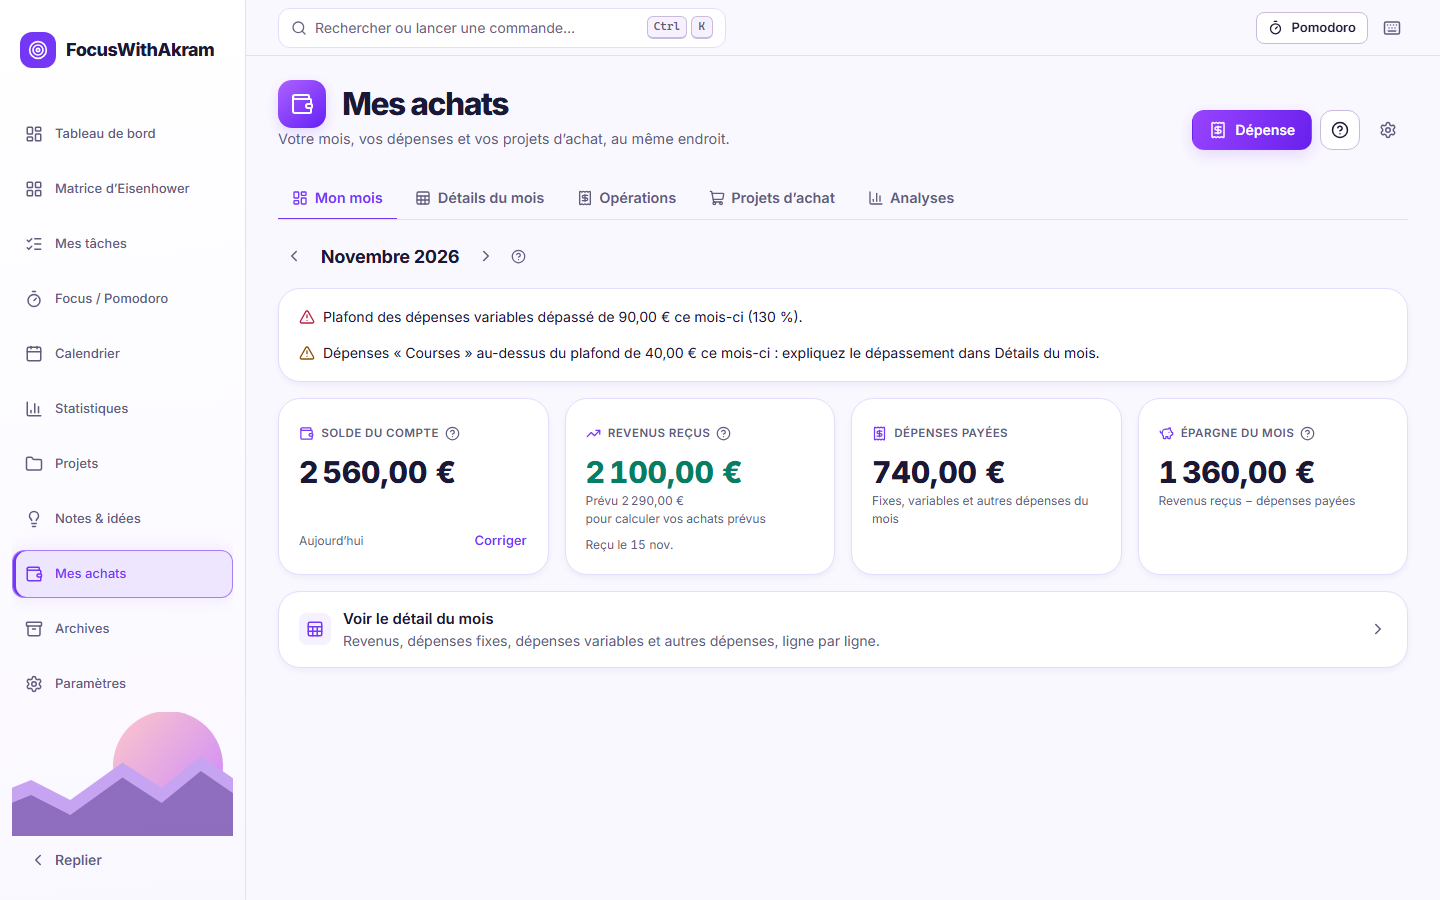 FocusWithAkram
Rechercher ou lancer une commande...
Ctrl K
Pomodoro
Tableau de bord
Matrice d’Eisenhower
Mes tâches
Focus / Pomodoro
Calendrier
Statistiques
Projets
Notes & idées
Mes achats
Archives
Paramètres
Replier
Mes achats
Votre mois, vos dépenses et vos projets d’achat, au même endroit.
Dépense
Mon mois
Détails du mois
Opérations
Projets d’achat
Analyses
Novembre 2026
Plafond des dépenses variables dépassé de 90,00 € ce mois-ci (130 %).
Dépenses « Courses » au-dessus du plafond de 40,00 € ce mois-ci : expliquez le dépassement dans Détails du mois.
SOLDE DU COMPTE
2 560,00 €
Aujourd’hui
Corriger
REVENUS REÇUS
2 100,00 €
Prévu 2 290,00 €
pour calculer vos achats prévus
Reçu le 15 nov.
DÉPENSES PAYÉES
740,00 €
Fixes, variables et autres dépenses du
mois
ÉPARGNE DU MOIS
1 360,00 €
Revenus reçus − dépenses payées
Voir le détail du mois
Revenus, dépenses fixes, dépenses variables et autres dépenses, ligne par ligne.